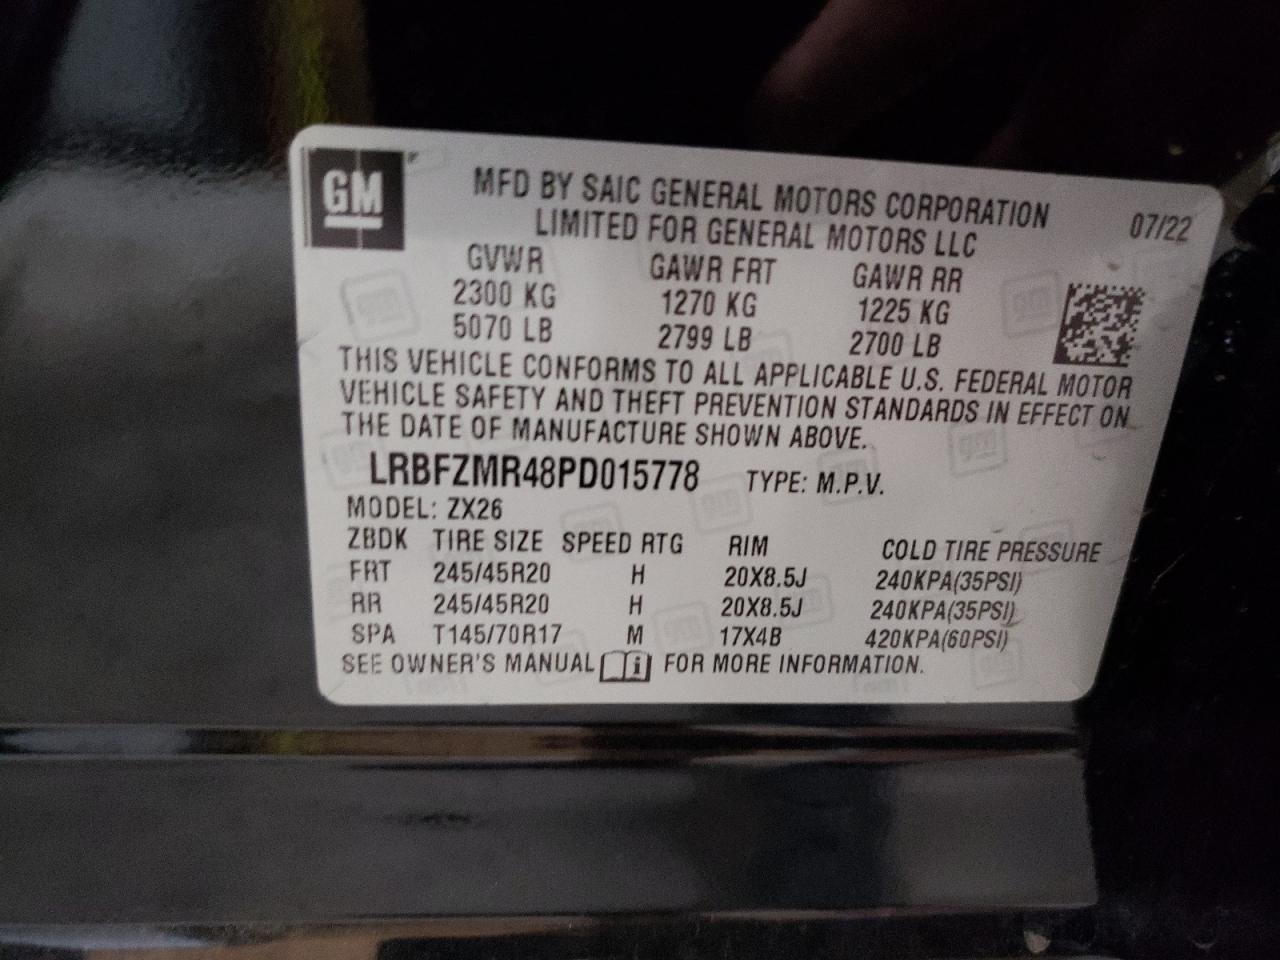 GM
MFD BY SAIC GENERAL MOTORS CORPORATION
LIMITED FOR GENERAL MOTORS LLC
07/22
GVWR GAWR FRT GAWR RR
2300 KG 1270 KG 1225 KG
5070 LB 2799 LB 2700 LB
THIS VEHICLE CONFORMS TO ALL APPLICABLE U.S. FEDERAL MOTOR
VEHICLE SAFETY AND THEFT PREVENTION STANDARDS IN EFFECT ON
THE DATE OF MANUFACTURE SHOWN ABOVE.
LRBFZMR48PD015778 TYPE: M.P.V.
MODEL: ZX26
ZBDK TIRE SIZE SPEED RTG RIM COLD TIRE PRESSURE
FRT 245/45R20 H 20X8.5J 240KPA(35PSI)
RR 245/45R20 H 20X8.5J 240KPA(35PSI)
SPA T145/70R17 M 17X4B 420KPA(60PSI)
SEE OWNER'S MANUAL i FOR MORE INFORMATION.